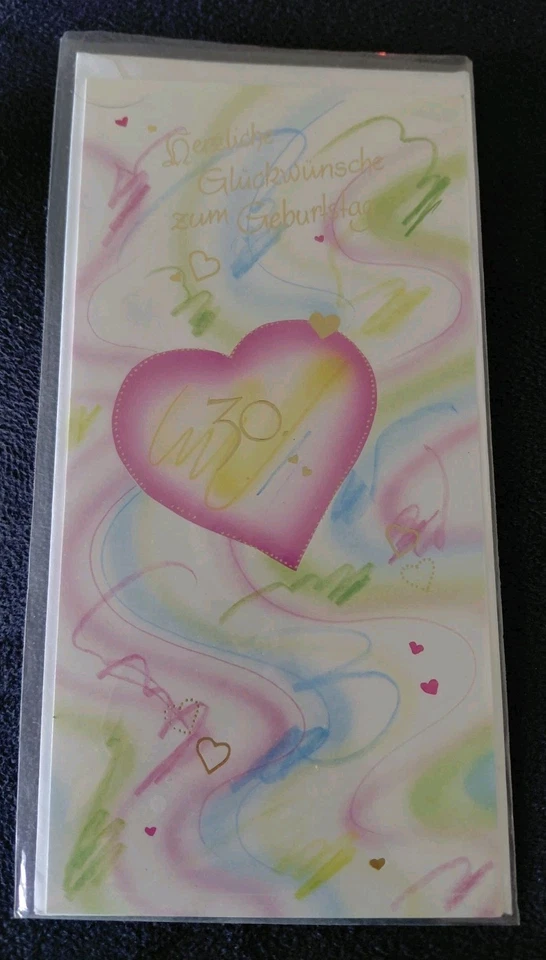 Herzliche
Glückwünsche
zum Geburtstag
30.